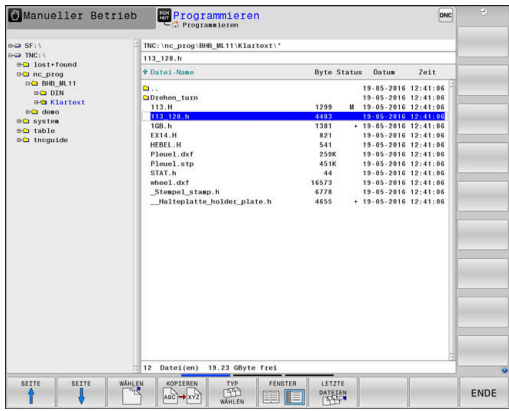 Manueller Betrieb
PGM MGT
Programmieren
Programmieren
DNC
SF:\
TNC:\
lost+found
nc_prog
BHB_ML11
DIN
Klartext
demo
system
table
tncguide
TNC:\nc_prog\BHB_ML11\Klartext\*
113_128.h
Datei-Name Byte Status Datum Zeit
.. 19-05-2016 12:41:06
Drehen_turn 19-05-2016 12:41:06
113.H 1299 M 19-05-2016 12:41:06
113_128.h 4483 19-05-2016 12:41:06
1GB.h 1381 + 19-05-2016 12:41:06
EX14.H 821 19-05-2016 12:41:06
HEBEL.H 541 19-05-2016 12:41:06
Pleuel.dxf 259K 19-05-2016 12:41:06
Pleuel.stp 451K 19-05-2016 12:41:06
STAT.h 44 19-05-2016 12:41:06
wheel.dxf 16573 19-05-2016 12:41:06
_Stempel_stamp.h 6778 19-05-2016 12:41:06
__Halteplatte_holder_plate.h 4655 + 19-05-2016 12:41:06
12 Datei(en) 19.23 GByte frei
SEITE
SEITE
WÄHLEN
KOPIEREN
ABC XYZ
TYP
WÄHLEN
FENSTER
LETZTE
DATEIEN
ENDE